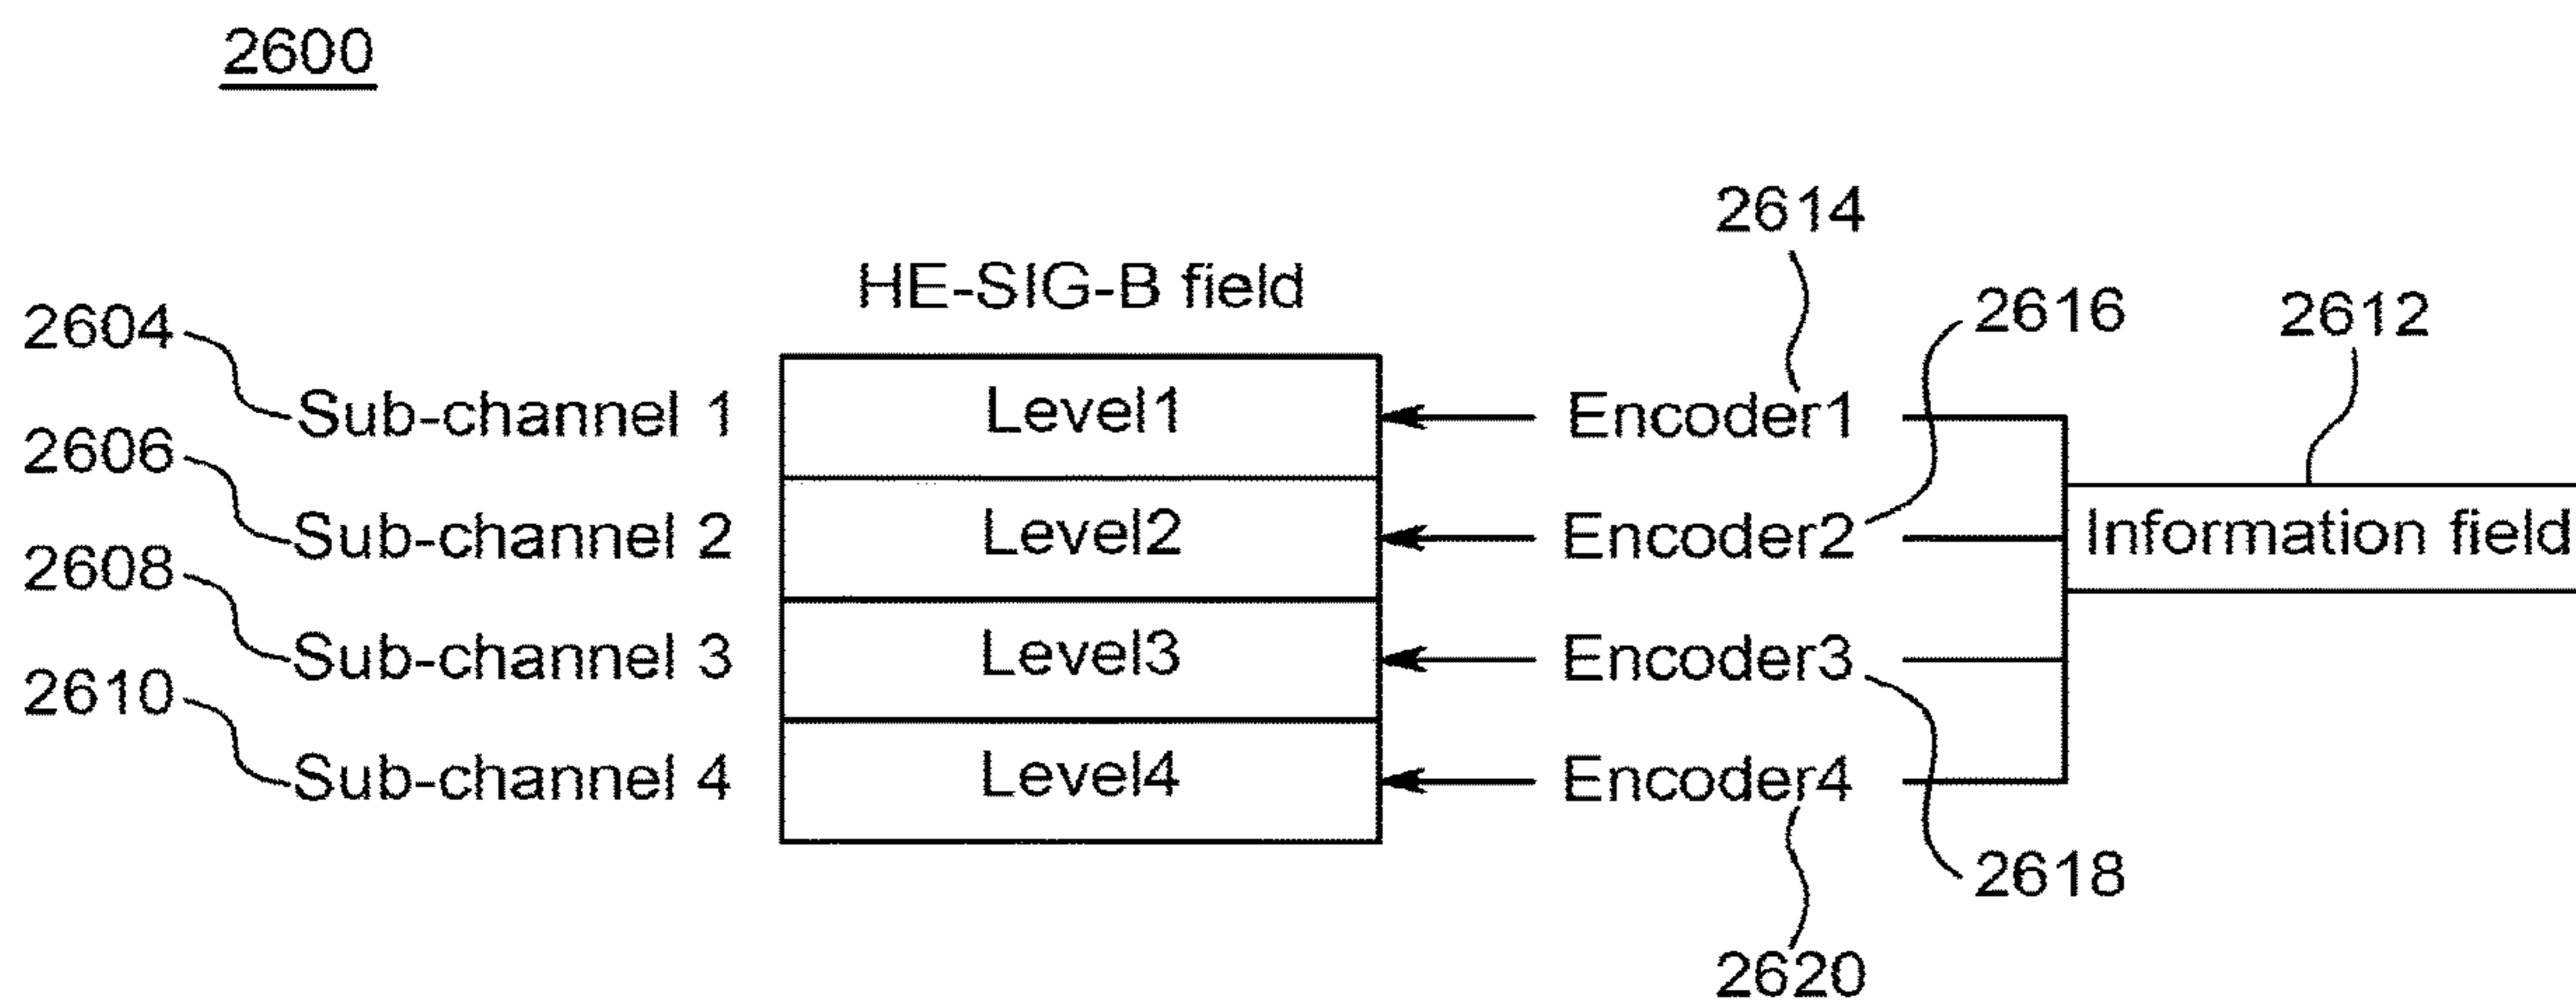 2600
2614
HE-SIG-B field
2616
2612
2604
Sub-channel 1
Level1
Encoder1
2606
Sub-channel 2
Level2
Encoder2
Information field
2608
Sub-channel 3
Level3
Encoder3
2610
Sub-channel 4
Level4
Encoder4
2618
2620